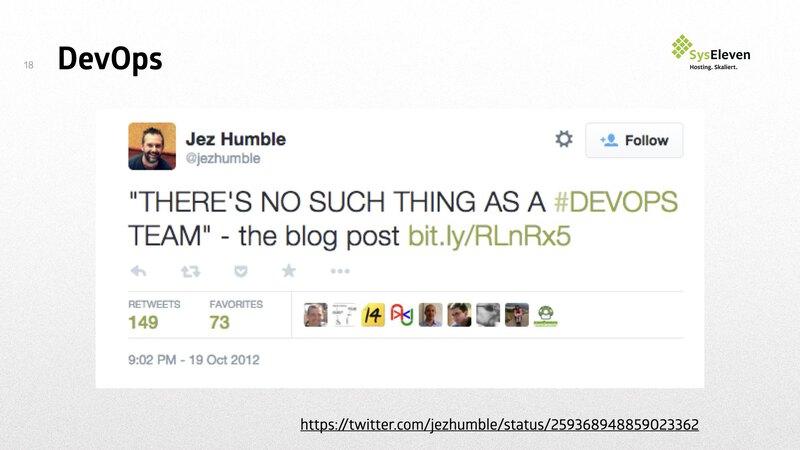 18
DevOps
SysEleven
Hosting. Skaliert.
Jez Humble
@jezhumble
Follow
"THERE'S NO SUCH THING AS A #DEVOPS
TEAM" - the blog post bit.ly/RLnRx5
RETWEETS
FAVORITES
149
73
14
9:02 PM - 19 Oct 2012
https://twitter.com/jezhumble/status/259368948859023362